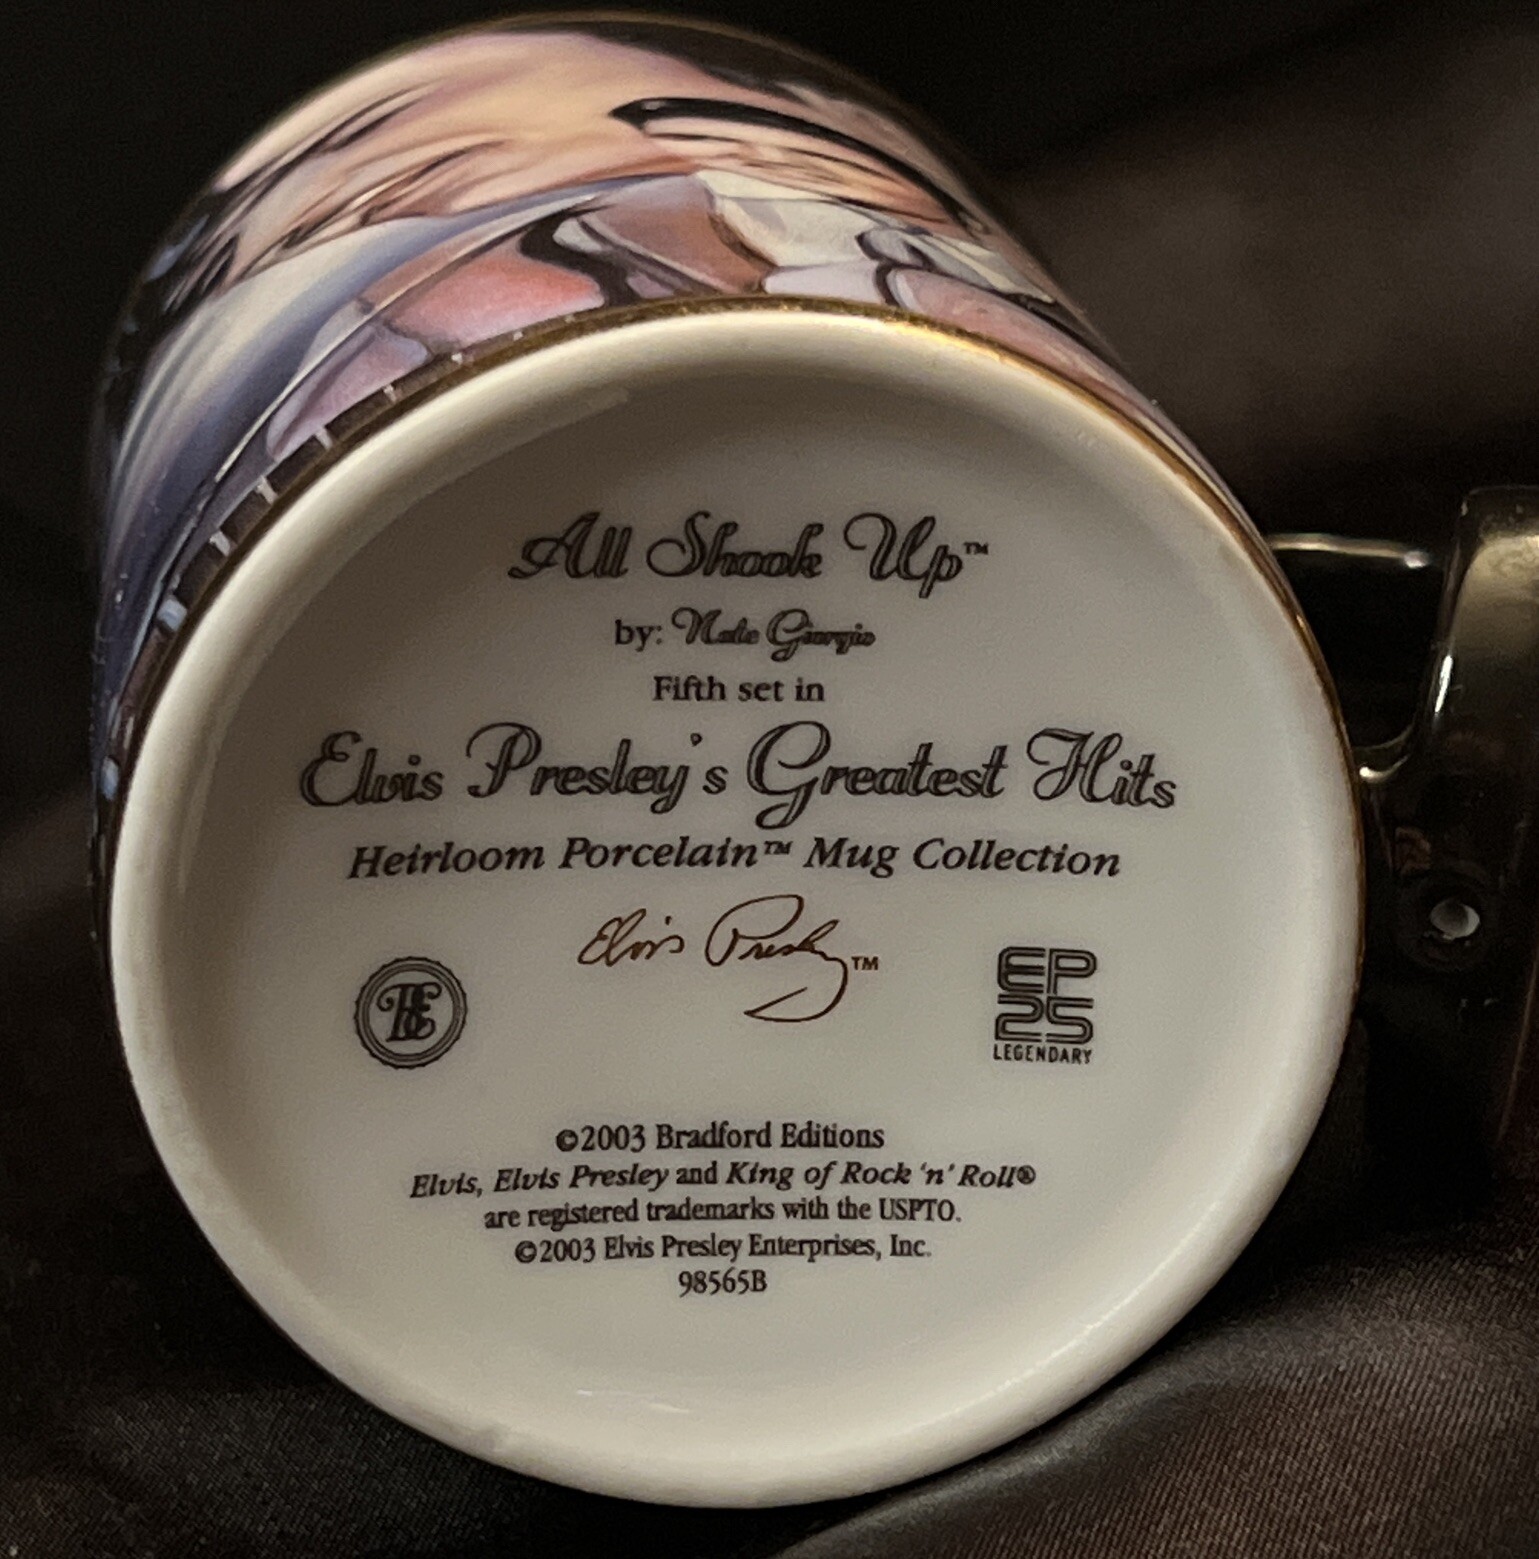 All Shook Up™
by: Nate Giorgio
Fifth set in
Elvis Presley's Greatest Hits
Heirloom Porcelain™ Mug Collection
Elvis Presley™
BE
EP
25
LEGENDARY
©2003 Bradford Editions
Elvis, Elvis Presley and King of Rock 'n' Roll®
are registered trademarks with the USPTO.
©2003 Elvis Presley Enterprises, Inc.
98565B